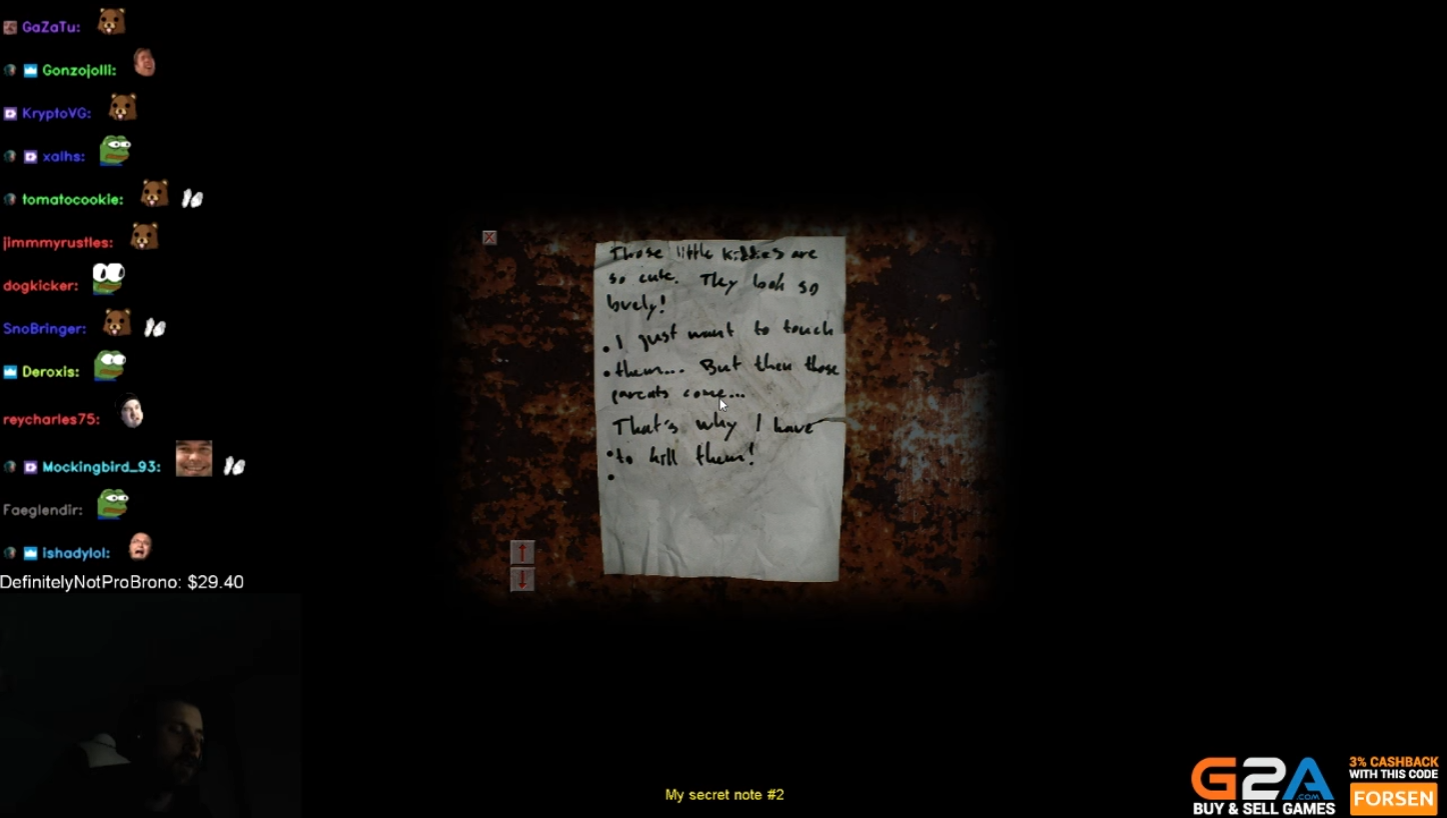 GaZaTu:
Gonzojolli:
KryptoVG:
xalhs:
tomatocookie:
jimmmyrustles:
dogkicker:
SnoBringer:
Deroxis:
reycharles75:
Mockingbird_93:
Faeglendir:
ishadylol:
DefinitelyNotProBrono: $29.40
X
Those little are
so cute. They look so
lovely!
I just want to touch
them... But then those
parents come...
That's why I have
to kill them!
My secret note #2
G2A
.COM
BUY & SELL GAMES
3% CASHBACK
WITH THIS CODE
FORSEN